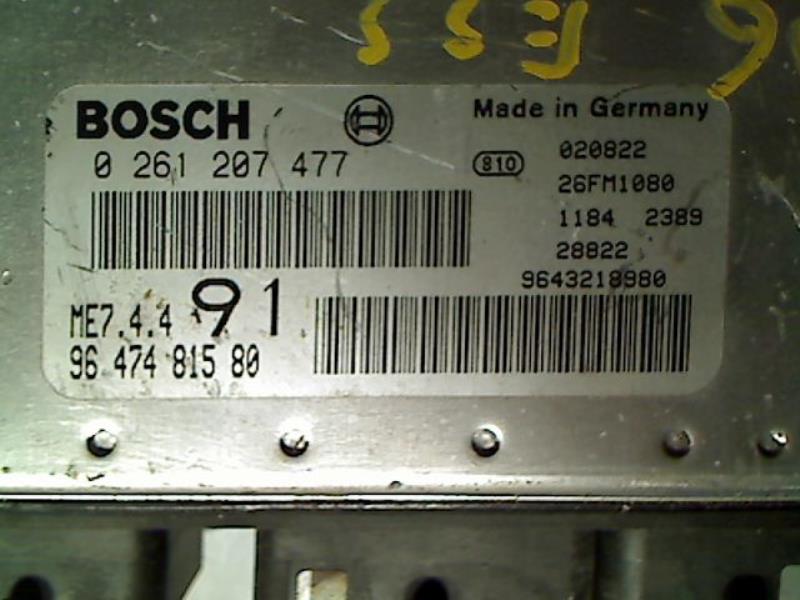 BOSCH
Made in Germany
0 261 207 477
810
020822
26FM1080
1184 2389
28822
9643218980
ME7.4.4 91
96 474 815 80